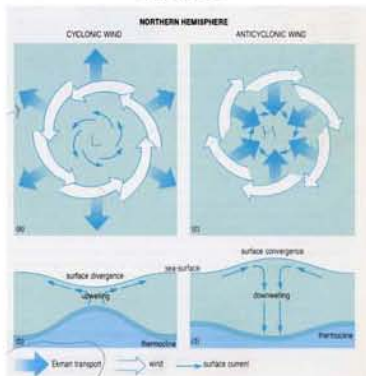 NORTHERN HEMISPHERE
CYCLONIC WIND
ANTICYCLONIC WIND
L
H
(a)
(c)
surface divergence
sea-surface
surface convergence
upwelling
downwelling
thermocline
thermocline
(b)
(d)
Ekman transport
wind
surface current